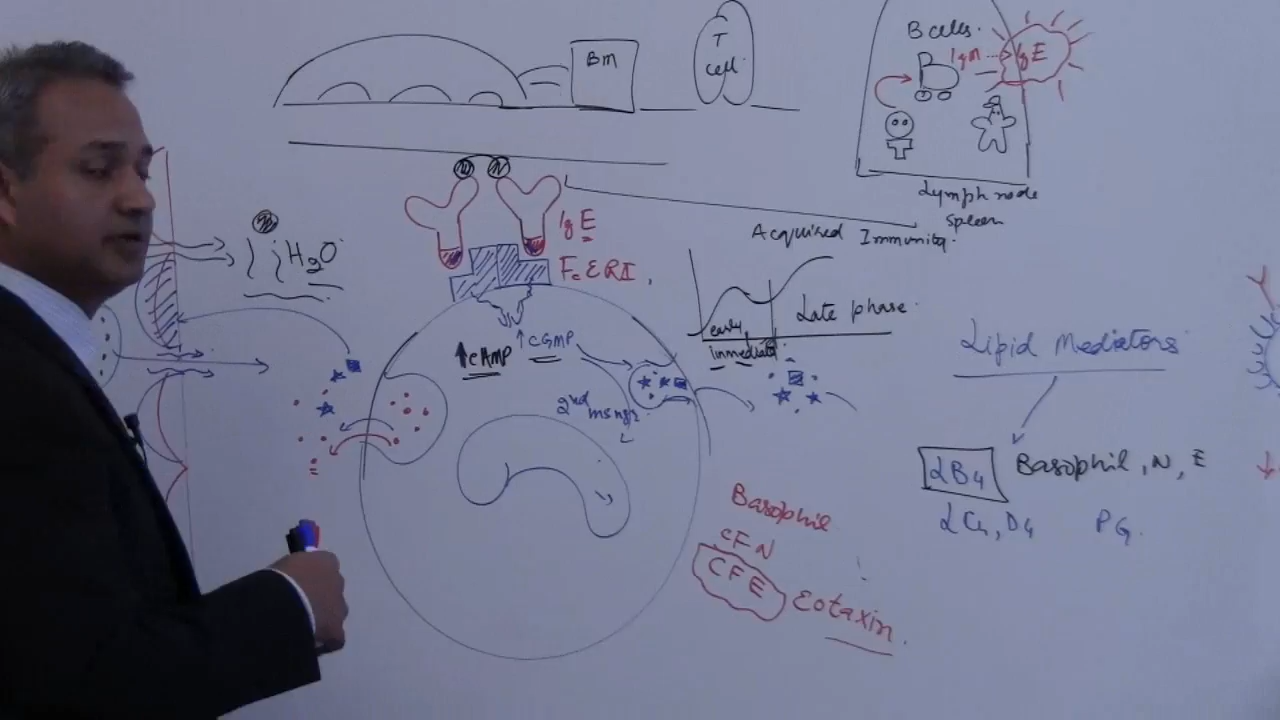 BM
T
cell
B cells.
B
IgM
IgE
Lymph node
spleen
H2O
IgE
FcεRI.
Acquired Immunity.
early
immediate
Late phase.
↑cAMP
↑cGMP
2nd msngr
Lipid Mediators
LB4 Basophil, N, E
LC4, D4 PG.
Basophil
CFN
CFE
Eotaxin.